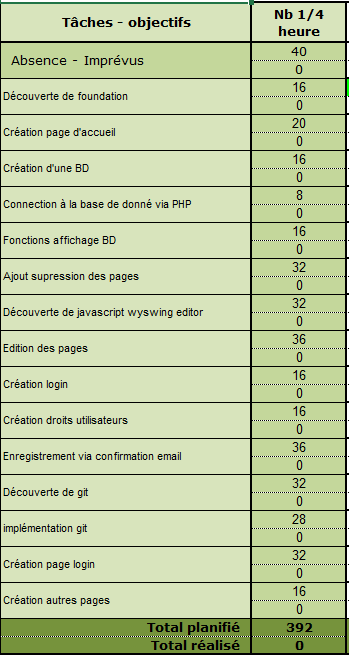 Tâches - objectifs Nb 1/4 heure
Absence - Imprévus 40
0
Découverte de foundation 16
0
Création page d'accueil 20
0
Création d'une BD 16
0
Connection à la base de donné via PHP 8
0
Fonctions affichage BD 16
0
Ajout supression des pages 32
0
Découverte de javascript wyswing editor 32
0
Edition des pages 36
0
Création login 16
0
Création droits utilisateurs 16
0
Enregistrement via confirmation email 36
0
Découverte de git 32
0
implémentation git 28
0
Création page login 32
0
Création autres pages 16
0
Total planifié 392
Total réalisé 0